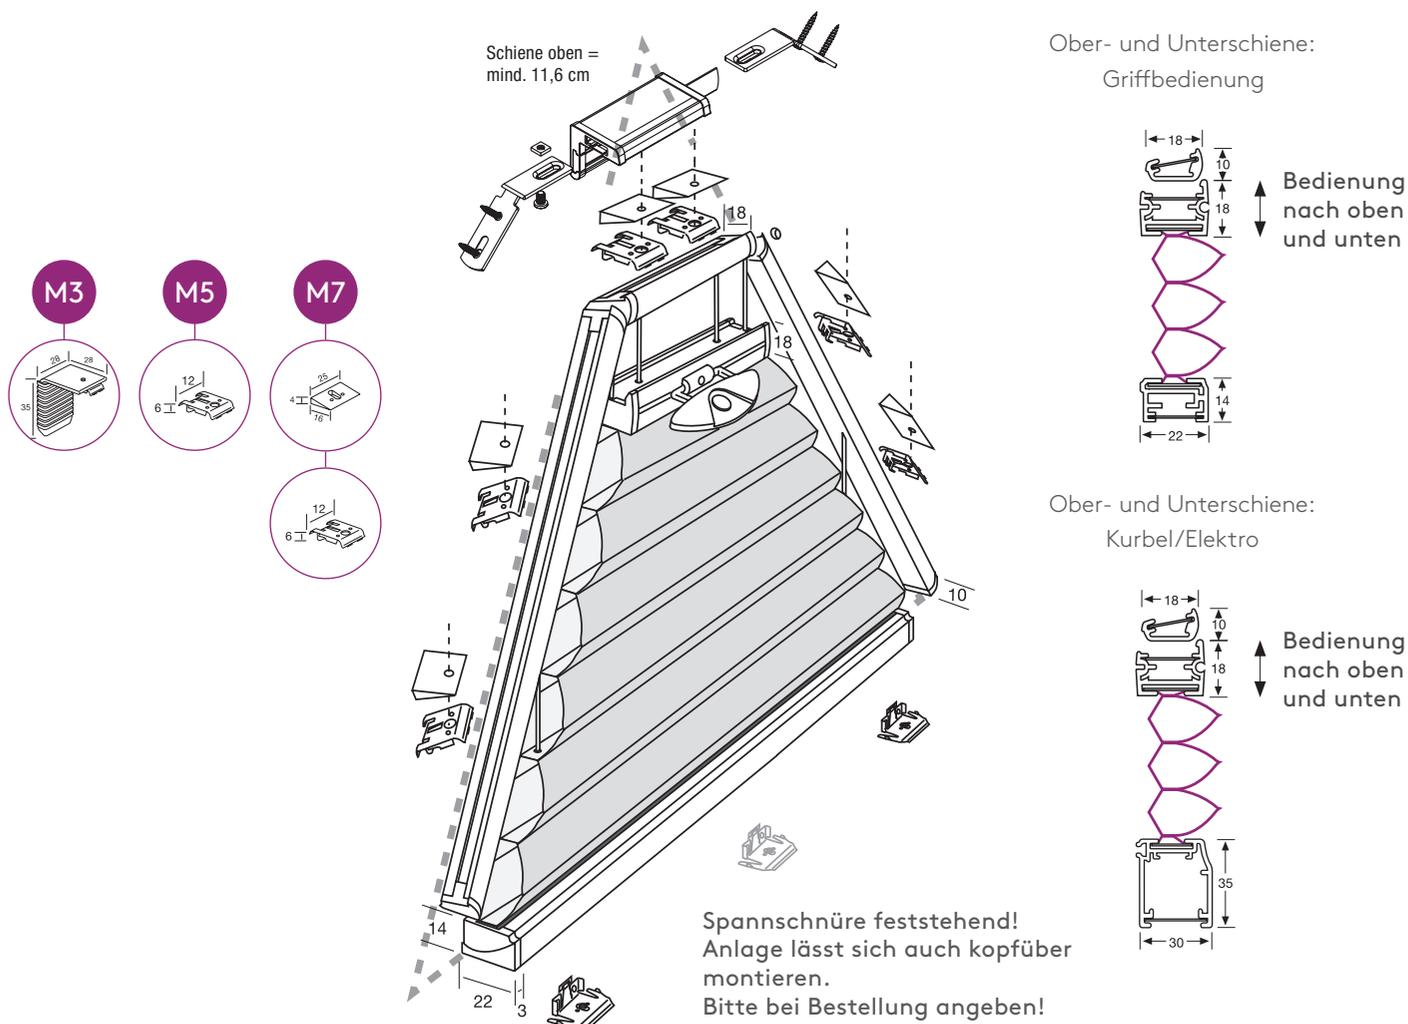 Schiene oben =
mind. 11,6 cm
18
18
10
14
22
3
M3
28
28
35
M5
12
6
M7
25
4
16
12
6
Ober- und Unterschiene:
Griffbedienung
18
10
18
14
22
Bedienung
nach oben
und unten
Ober- und Unterschiene:
Kurbel/Elektro
18
10
18
35
30
Bedienung
nach oben
und unten
Spannschnüre feststehend!
Anlage lässt sich auch kopfüber
montieren.
Bitte bei Bestellung angeben!